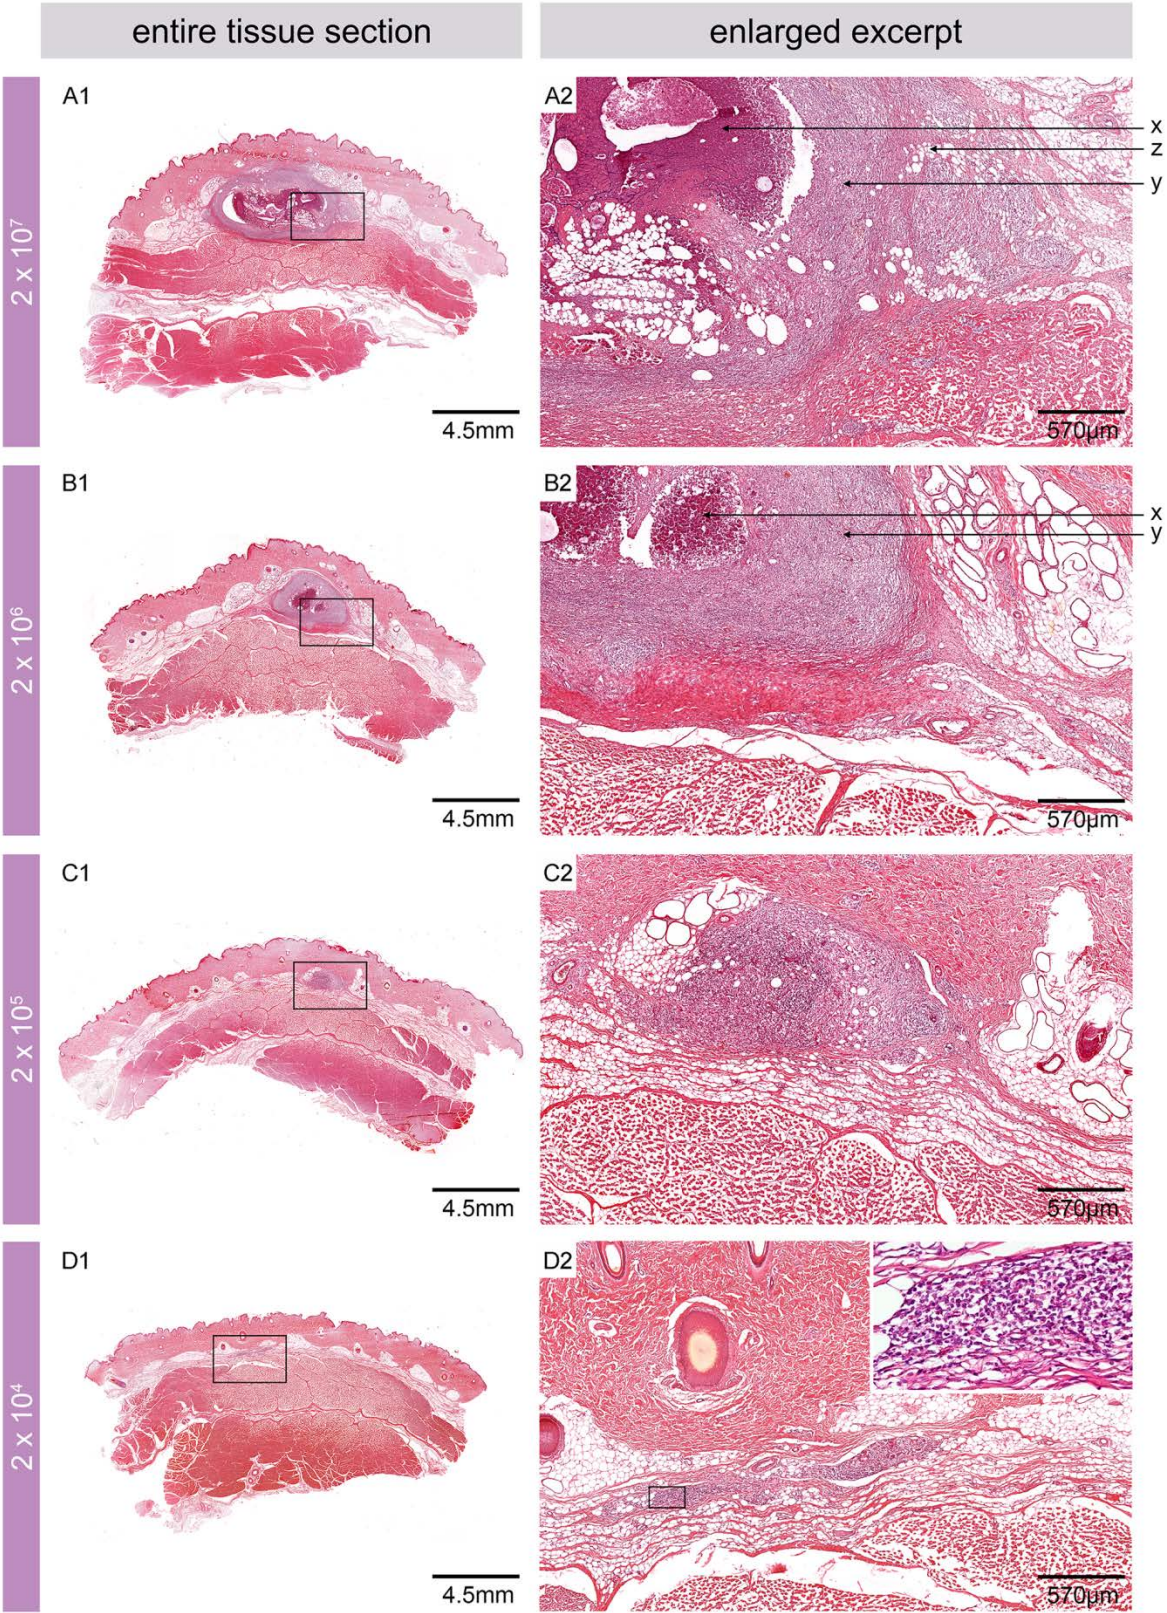 entire tissue section
enlarged excerpt
2 x 10⁷
A1
4.5mm
A2
x
z
y
570µm
2 x 10⁶
B1
4.5mm
B2
x
y
570µm
2 x 10⁵
C1
4.5mm
C2
570µm
2 x 10⁴
D1
4.5mm
D2
570µm